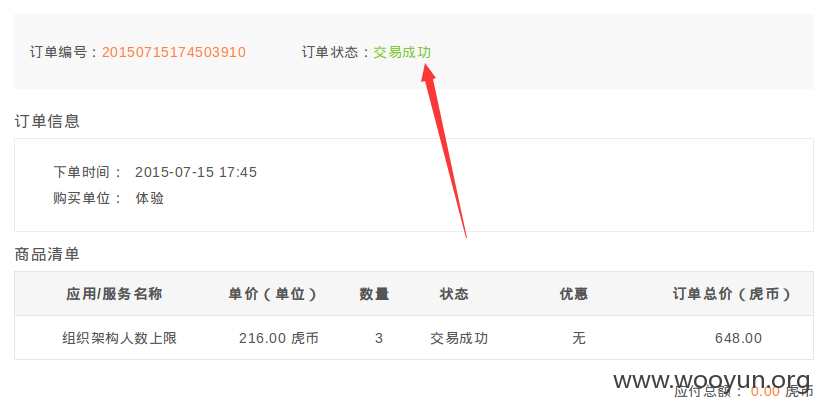 订单编号：20150715174503910 订单状态：交易成功
订单信息
下单时间： 2015-07-15 17:45
购买单位： 体验
商品清单
应用/服务名称 单价（单位） 数量 状态 优惠 订单总价（虎币）
组织架构人数上限 216.00 虎币 3 交易成功 无 648.00
www.wooyun.org
应付总额：0.00 虎币